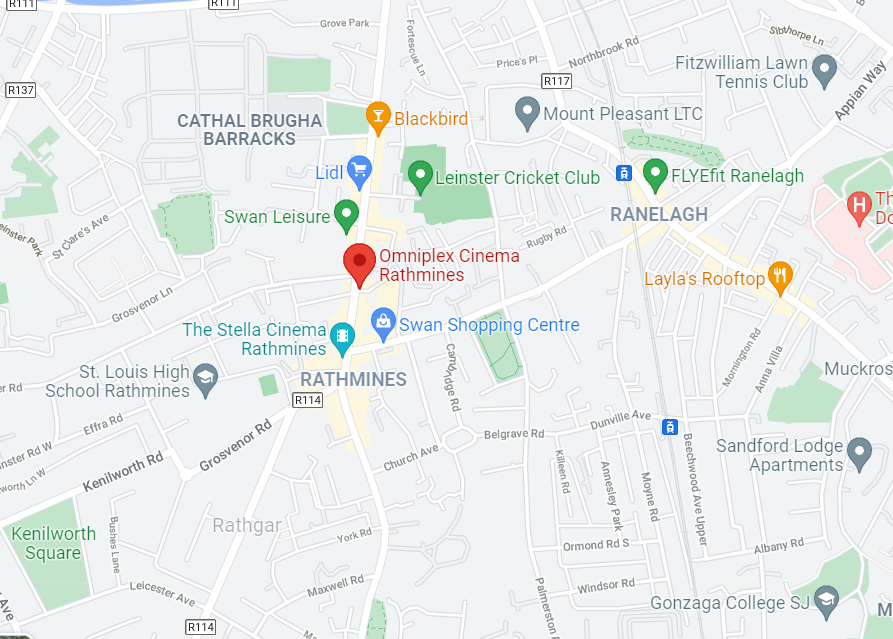 R111
R111
Grove Park
Fortescue Ln
Sibthorpe Ln
Northbrook Rd
Price's Pl
Fitzwilliam Lawn
Tennis Club
R117
R137
Appian Way
CATHAL BRUGHA
BARRACKS
Blackbird
Mount Pleasant LTC
Lidl
Leinster Cricket Club
FLYEfit Ranelagh
Swan Leisure
RANELAGH
H
Th
Do
St Clare's Ave
einster Park
Rugby Rd
Omniplex Cinema
Rathmines
Layla's Rooftop
Grosvenor Ln
The Stella Cinema
Rathmines
Swan Shopping Centre
Mornington Rd
Anna Villa
St. Louis High
School Rathmines
RATHMINES
Cambridge Rd
Muckros
er Rd
R114
Effra Rd
Grosvenor Rd
Dunville Ave
Belgrave Rd
Church Ave
nster Rd W
worth Ln W
Kenilworth Rd
Sandford Lodge
Apartments
Beechwood Ave Upper
Killeen Rd
Annesley Park
Moyne Rd
Kenilworth
Square
Bushes Lane
Rathgar
York Rd
Ormond Rd S
Albany Rd
Leicester Ave
Maxwell Rd
Windsor Rd
Palmerston
Gonzaga College SJ
R114
y Ave
M